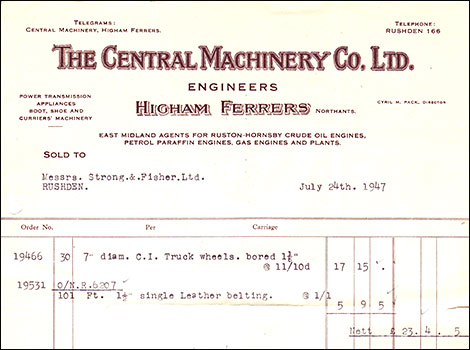 TELEGRAMS:
CENTRAL MACHINERY, HIGHAM FERRERS.
TELEPHONE:
RUSHDEN 166
THE CENTRAL MACHINERY CO. LTD.
ENGINEERS
POWER TRANSMISSION
APPLIANCES
BOOT, SHOE AND
CURRIERS' MACHINERY
HIGHAM FERRERS NORTHANTS.
CYRIL H. PACK, DIRECTOR
EAST MIDLAND AGENTS FOR RUSTON-HORNSBY CRUDE OIL ENGINES,
PETROL PARAFFIN ENGINES, GAS ENGINES AND PLANTS.
SOLD TO
Messrs. Strong.&.Fisher.Ltd.
RUSHDEN.
July 24th. 1947
Order No. Per Carriage
19466 30 7" diam. C.I. Truck wheels. bored
@ 11/10d 17 15 -
19531 O/N.R.6207
101 Ft. 1½" single Leather belting. @ 1/1
5 9 5
Nett £ 23. 4. 5